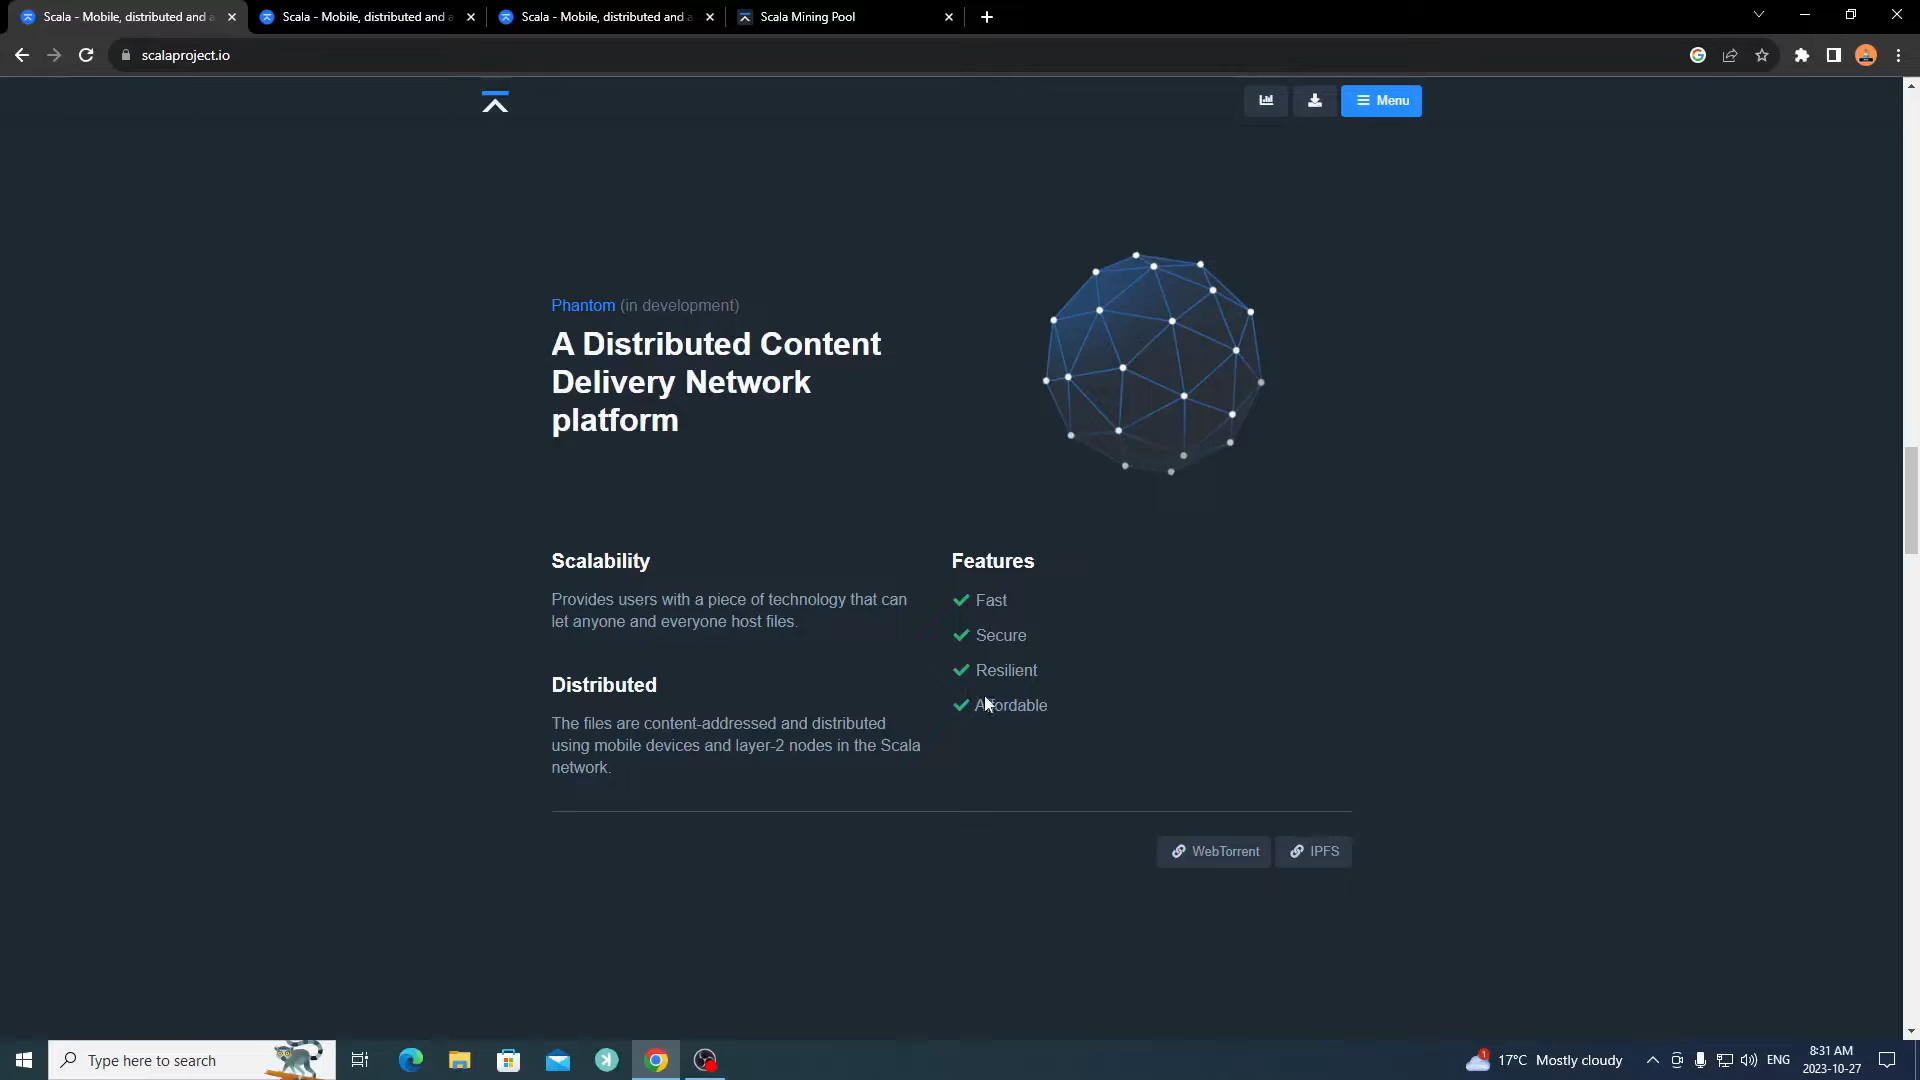 Scala - Mobile, distributed and a
Scala - Mobile, distributed and a
Scala - Mobile, distributed and a
Scala Mining Pool
scalaproject.io
Menu
Phantom (in development)
A Distributed Content
Delivery Network
platform
Scalability
Provides users with a piece of technology that can
let anyone and everyone host files.
Distributed
The files are content-addressed and distributed
using mobile devices and layer-2 nodes in the Scala
network.
Features
Fast
Secure
Resilient
Affordable
WebTorrent
IPFS
Type here to search
1
17°C Mostly cloudy
ENG
8:31 AM
2023-10-27